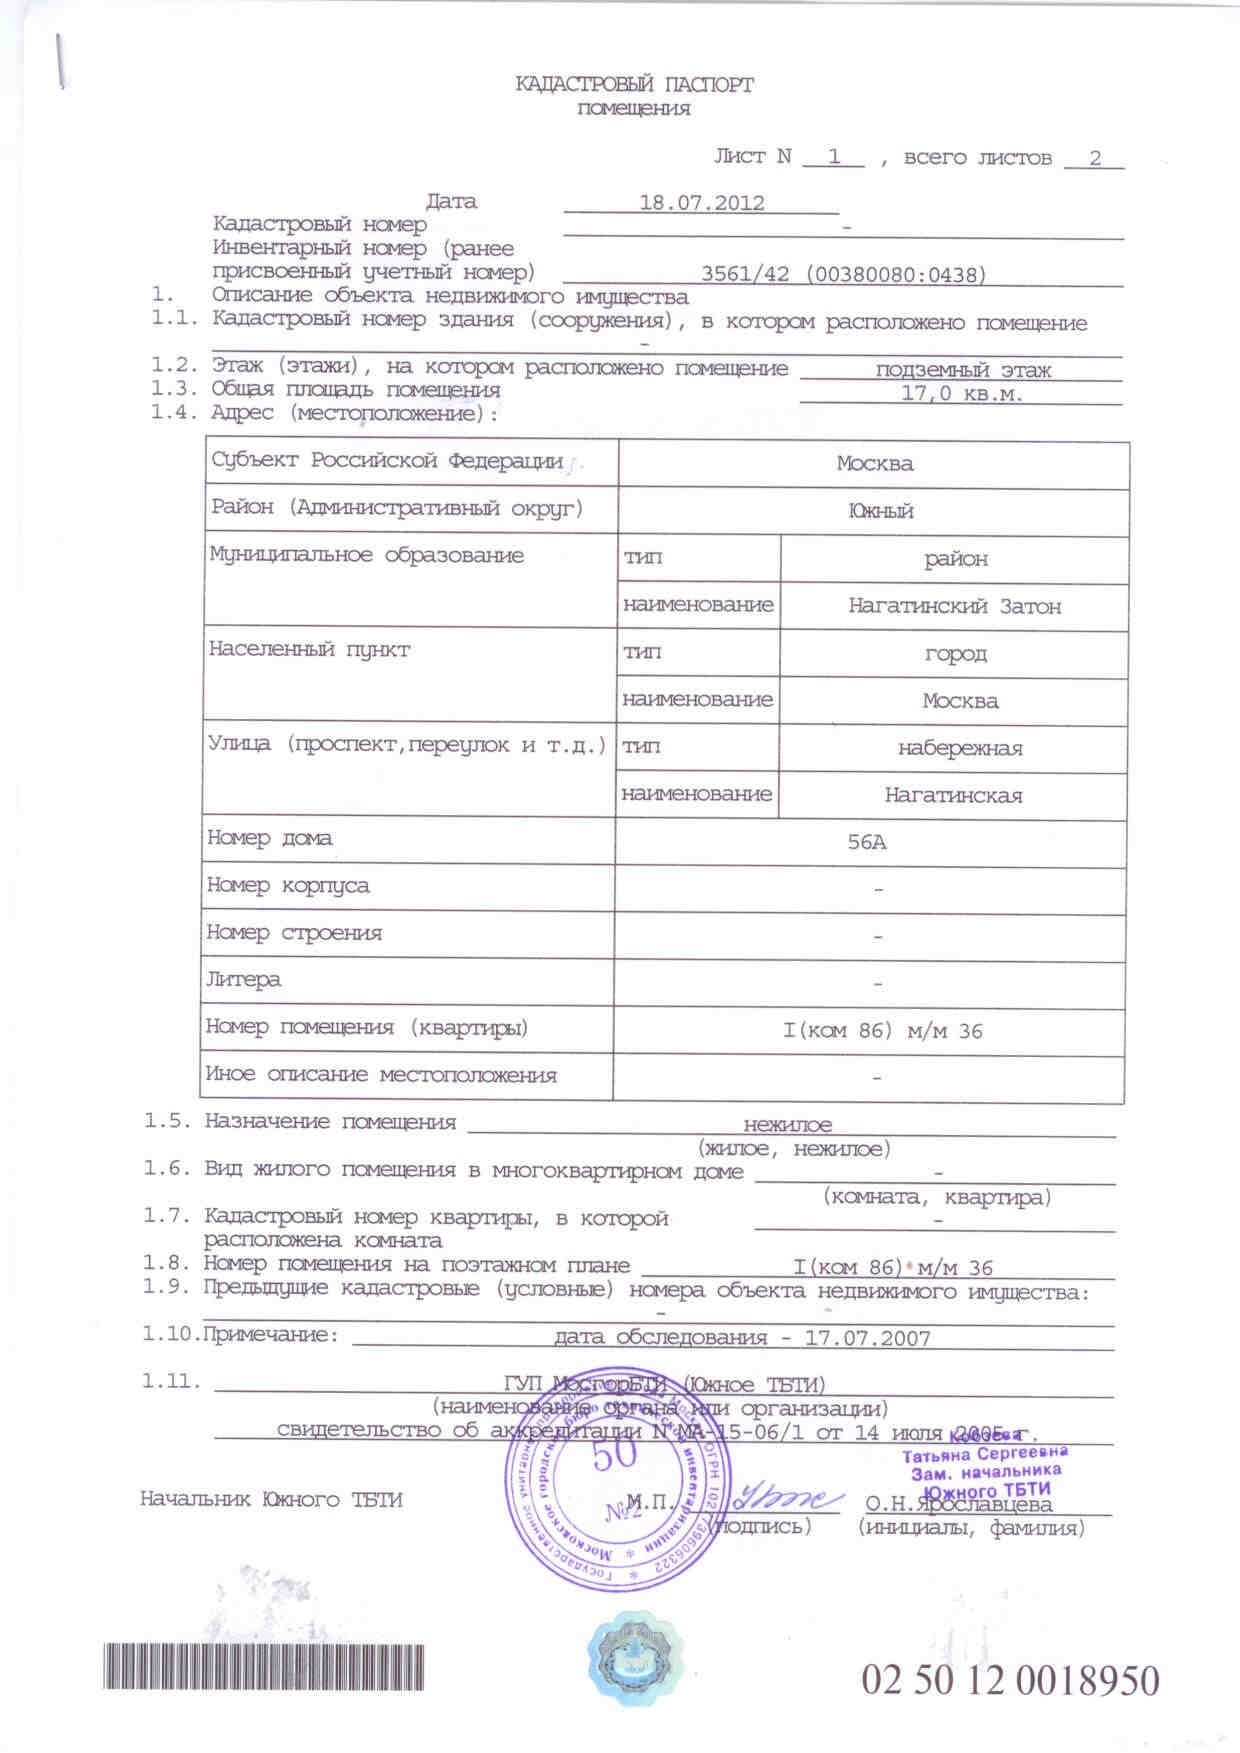 КАДАСТРОВЫЙ ПАСПОРТ
помещения
Лист N 1 , всего листов 2
Дата 18.07.2012
Кадастровый номер -
Инвентарный номер (ранее
присвоенный учетный номер) 3561/42 (00380080:0438)
1. Описание объекта недвижимого имущества
1.1. Кадастровый номер здания (сооружения), в котором расположено помещение
-
1.2. Этаж (этажи), на котором расположено помещение подземный этаж
1.3. Общая площадь помещения 17,0 кв.м.
1.4. Адрес (местоположение):
Субъект Российской Федерации Москва
Район (Административный округ) Южный
Муниципальное образование тип район
наименование Нагатинский Затон
Населенный пункт тип город
наименование Москва
Улица (проспект,переулок и т.д.) тип набережная
наименование Нагатинская
Номер дома 56А
Номер корпуса -
Номер строения -
Литера -
Номер помещения (квартиры) I(ком 86) м/м 36
Иное описание местоположения -
1.5. Назначение помещения нежилое
(жилое, нежилое)
1.6. Вид жилого помещения в многоквартирном доме -
(комната, квартира)
1.7. Кадастровый номер квартиры, в которой -
расположена комната
1.8. Номер помещения на поэтажном плане I(ком 86) м/м 36
1.9. Предыдущие кадастровые (условные) номера объекта недвижимого имущества:
-
1.10.Примечание: дата обследования - 17.07.2007
1.11. ГУП МосгорБТИ (Южное ТБТИ)
(наименование органа или организации)
свидетельство об аккредитации N МА-15-06/1 от 14 июля 2005 г.
Кобзева
Татьяна Сергеевна
Зам. начальника
Южного ТБТИ
Начальник Южного ТБТИ М.П. О.Н.Ярославцева
(подпись) (инициалы, фамилия)
50
№2
Московское городское бюро технической инвентаризации
02 50 12 0018950